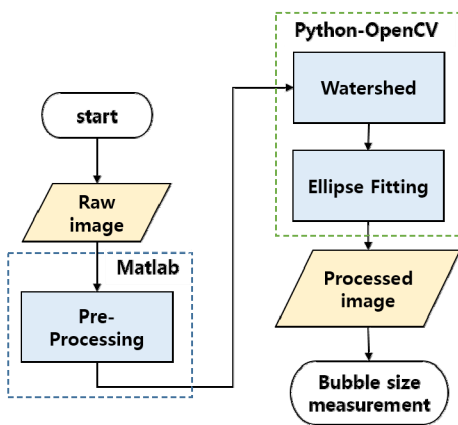 start
Raw
image
Matlab
Pre-
Processing
Python-OpenCV
Watershed
Ellipse Fitting
Processed
image
Bubble size
measurement